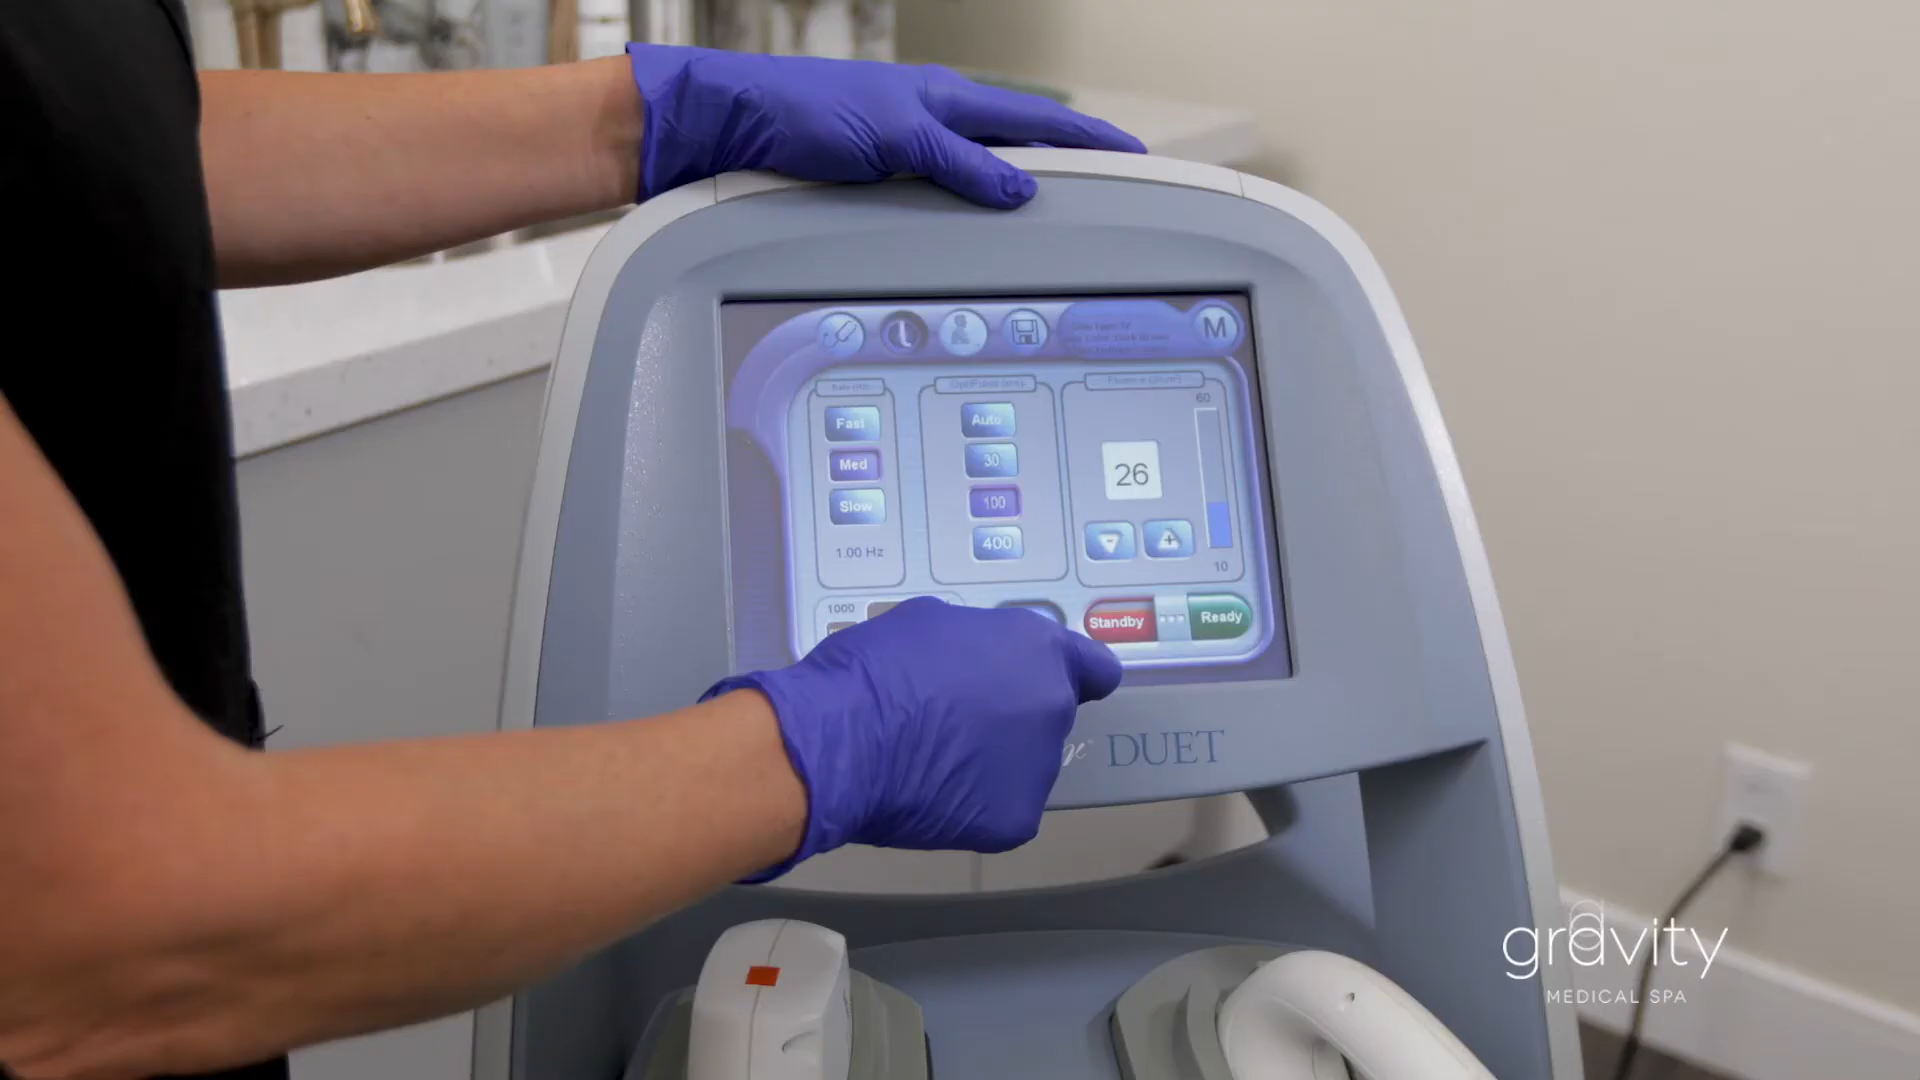 M
Fast
Med
Slow
1.00 Hz
Auto
30
100
400
60
26
-
+
10
1000
Standby
Ready
DUET
gravity
MEDICAL SPA